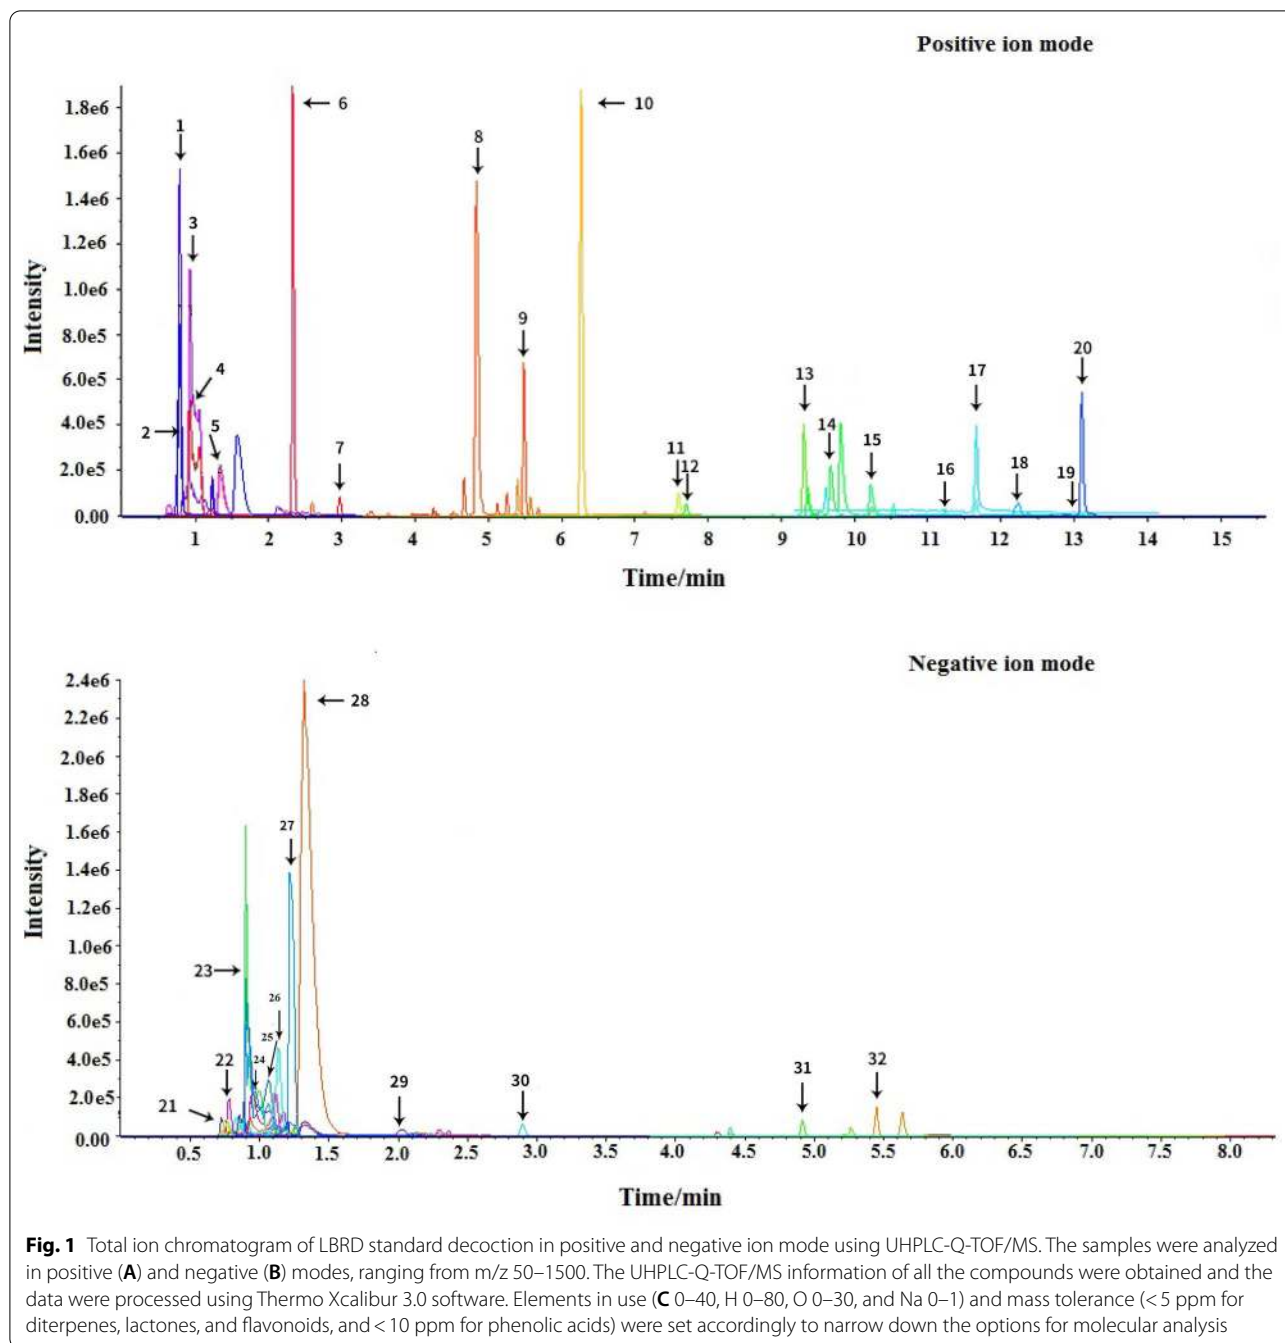 Positive ion mode
Intensity
1.8e6
1.6e6
1.4e6
1.2e6
1.0e6
8.0e5
6.0e5
4.0e5
2.0e5
0.00
1 2 3 4 5 6 7 8 9 10 11 12 13 14 15 16 17 18 19 20
1 2 3 4 5 6 7 8 9 10 11 12 13 14 15
Time/min
Negative ion mode
Intensity
2.4e6
2.2e6
2.0e6
1.8e6
1.6e6
1.4e6
1.2e6
1.0e6
8.0e5
6.0e5
4.0e5
2.0e5
0.00
21 22 23 24 25 26 27 28 29 30 31 32
0.5 1.0 1.5 2.0 2.5 3.0 3.5 4.0 4.5 5.0 5.5 6.0 6.5 7.0 7.5 8.0
Time/min
Fig. 1 Total ion chromatogram of LBRD standard decoction in positive and negative ion mode using UHPLC-Q-TOF/MS. The samples were analyzed
in positive (A) and negative (B) modes, ranging from m/z 50–1500. The UHPLC-Q-TOF/MS information of all the compounds were obtained and the
data were processed using Thermo Xcalibur 3.0 software. Elements in use (C 0–40, H 0–80, O 0–30, and Na 0–1) and mass tolerance (< 5 ppm for
diterpenes, lactones, and flavonoids, and < 10 ppm for phenolic acids) were set accordingly to narrow down the options for molecular analysis